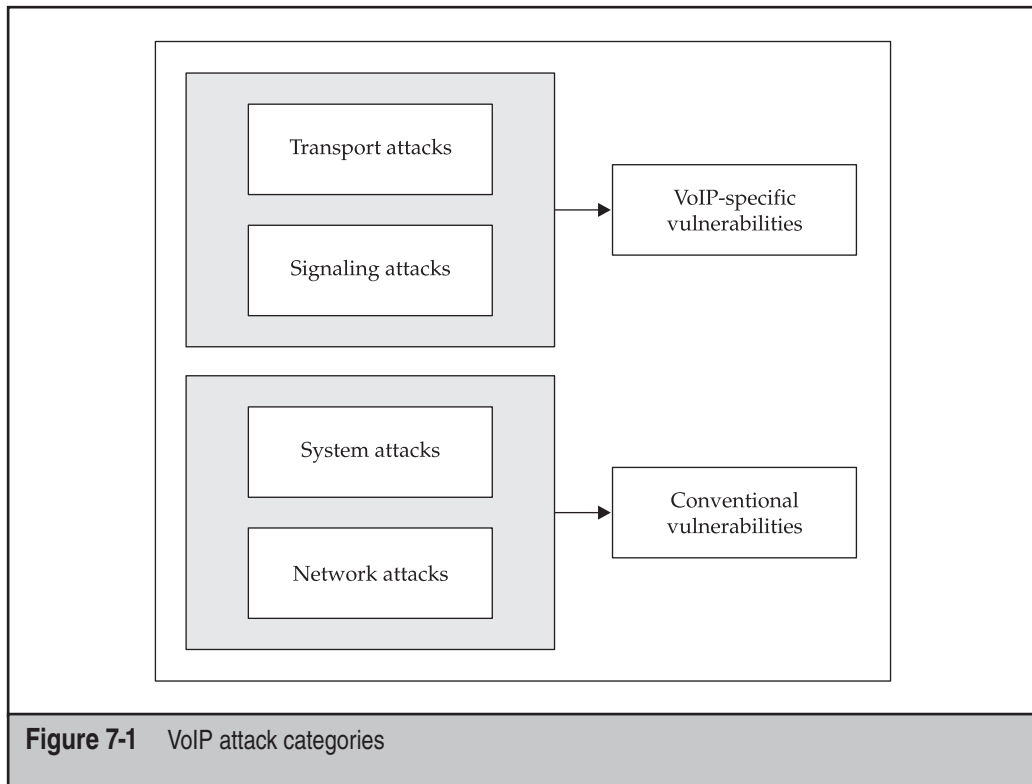 Transport attacks
Signaling attacks
VoIP-specific
vulnerabilities
System attacks
Network attacks
Conventional
vulnerabilities
Figure 7-1 VoIP attack categories